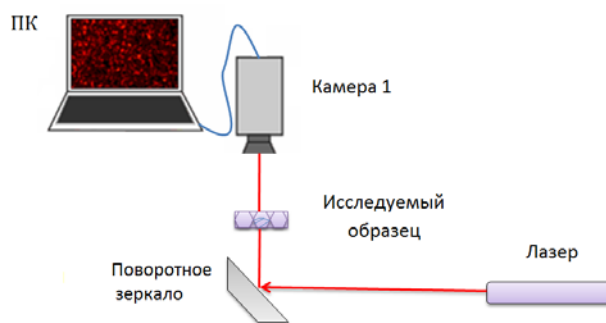 ПК
Камера 1
Исследуемый
образец
Лазер
Поворотное
зеркало